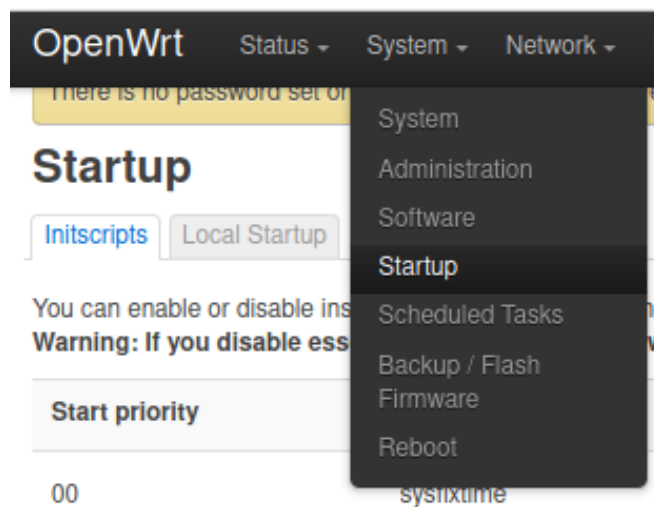 OpenWrt Status System Network
There is no password set or
System
Administration
Software
Startup
Scheduled Tasks
Backup / Flash
Firmware
Reboot
Startup
Initscripts Local Startup
You can enable or disable ins
Warning: If you disable ess
Start priority
00 sysfixtime